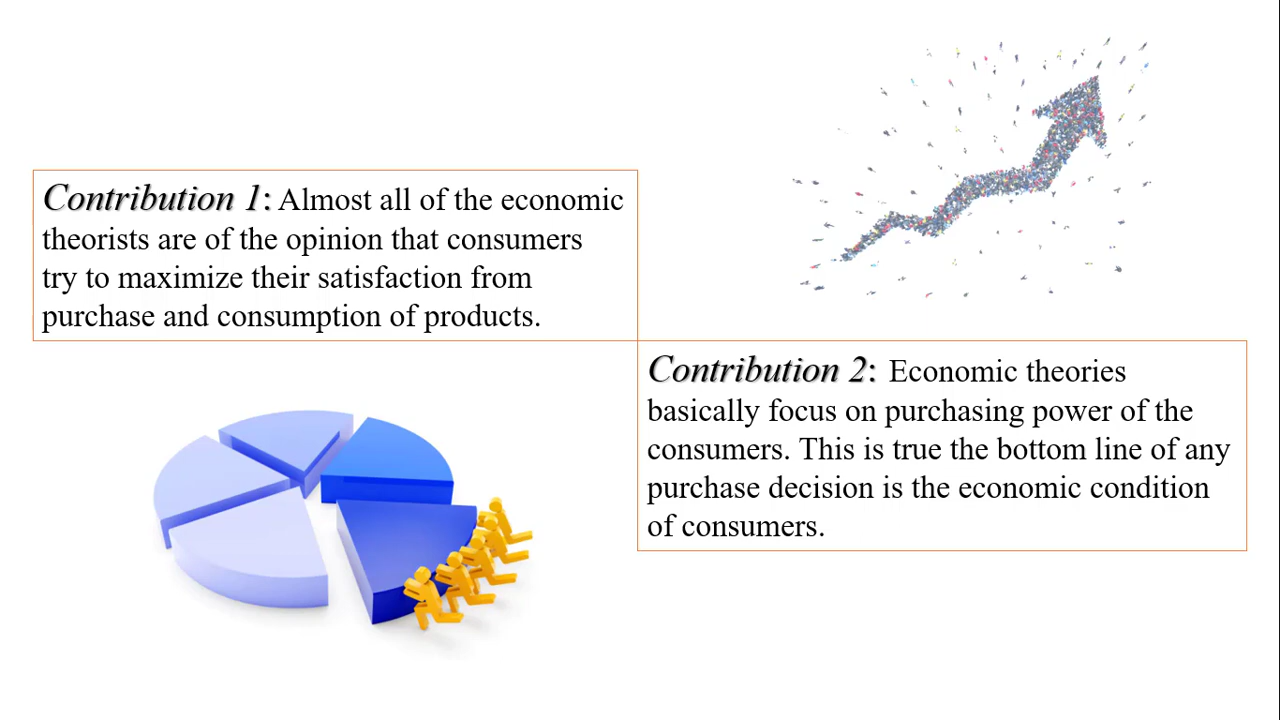 Contribution 1: Almost all of the economic
theorists are of the opinion that consumers
try to maximize their satisfaction from
purchase and consumption of products.
Contribution 2: Economic theories
basically focus on purchasing power of the
consumers. This is true the bottom line of any
purchase decision is the economic condition
of consumers.